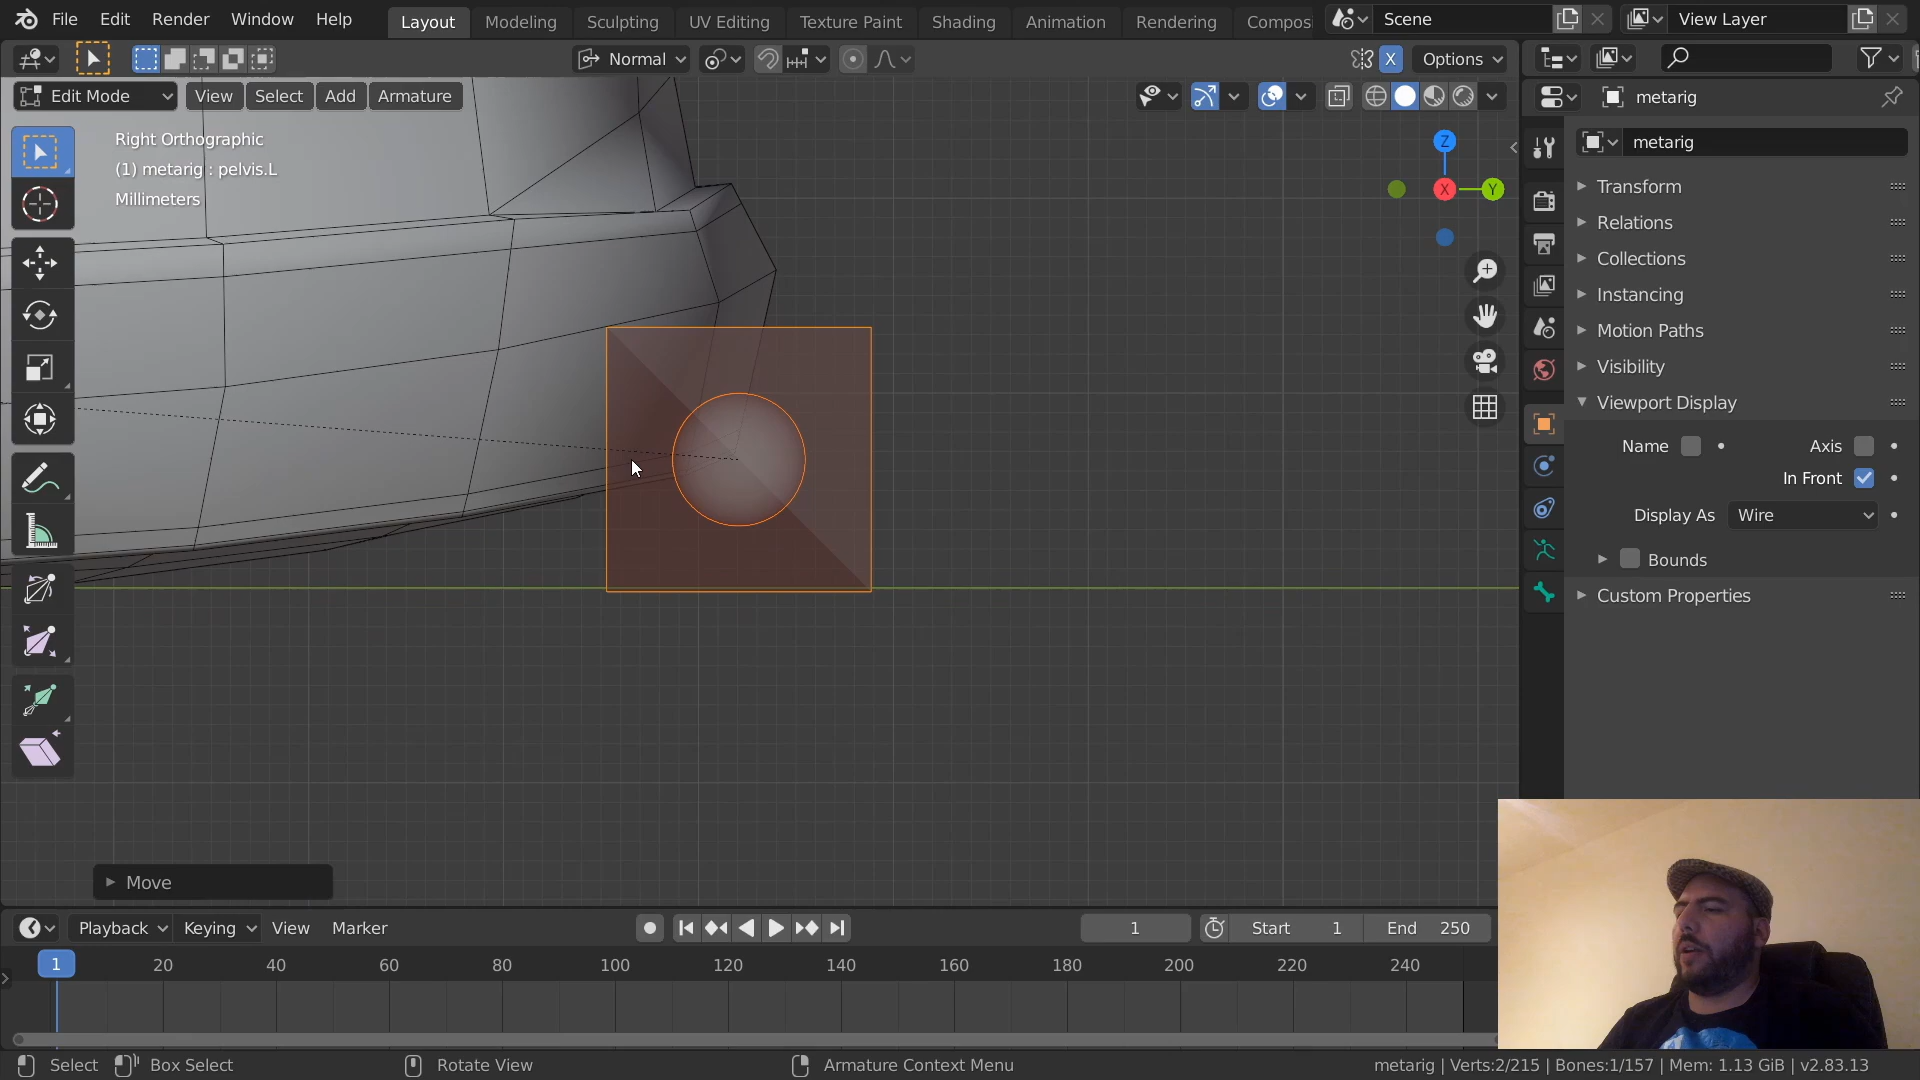 File Edit Render Window Help Layout Modeling Sculpting UV Editing Texture Paint Shading Animation Rendering Compos Scene View Layer
Normal X Options
Edit Mode View Select Add Armature metarig
Right Orthographic
(1) metarig : pelvis.L
Millimeters
Z
X
Y
metarig
Transform
Relations
Collections
Instancing
Motion Paths
Visibility
Viewport Display
Name Axis
In Front
Display As Wire
Bounds
Custom Properties
Move
Playback Keying View Marker 1 Start 1 End 250
1 20 40 60 80 100 120 140 160 180 200 220 240
Select Box Select Rotate View Armature Context Menu metarig | Verts:2/215 | Bones:1/157 | Mem: 1.13 GiB | v2.83.13